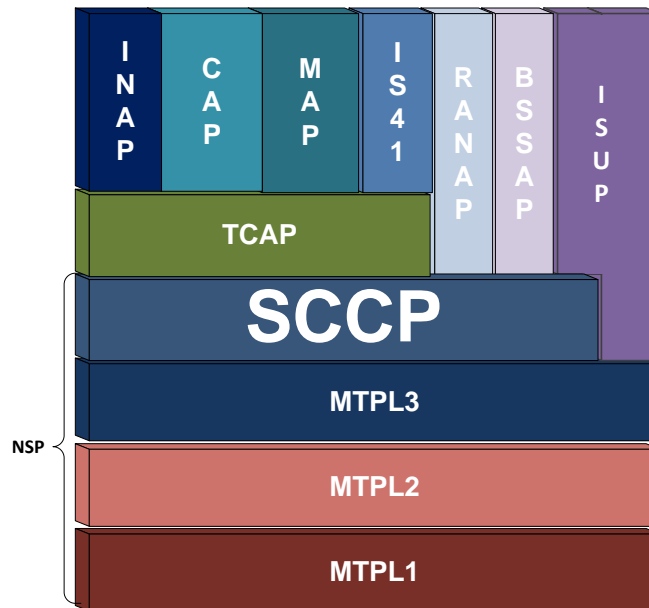 INAP
CAP
MAP
IS41
RANAP
BSSAP
ISUP
TCAP
SCCP
MTPL3
NSP
MTPL2
MTPL1